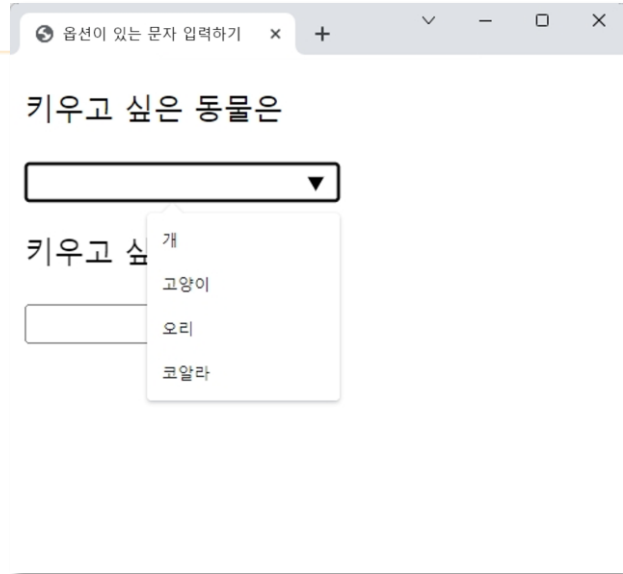 옵션이 있는 문자 입력하기
키우고 싶은 동물은
키우고 싶
개
고양이
오리
코알라